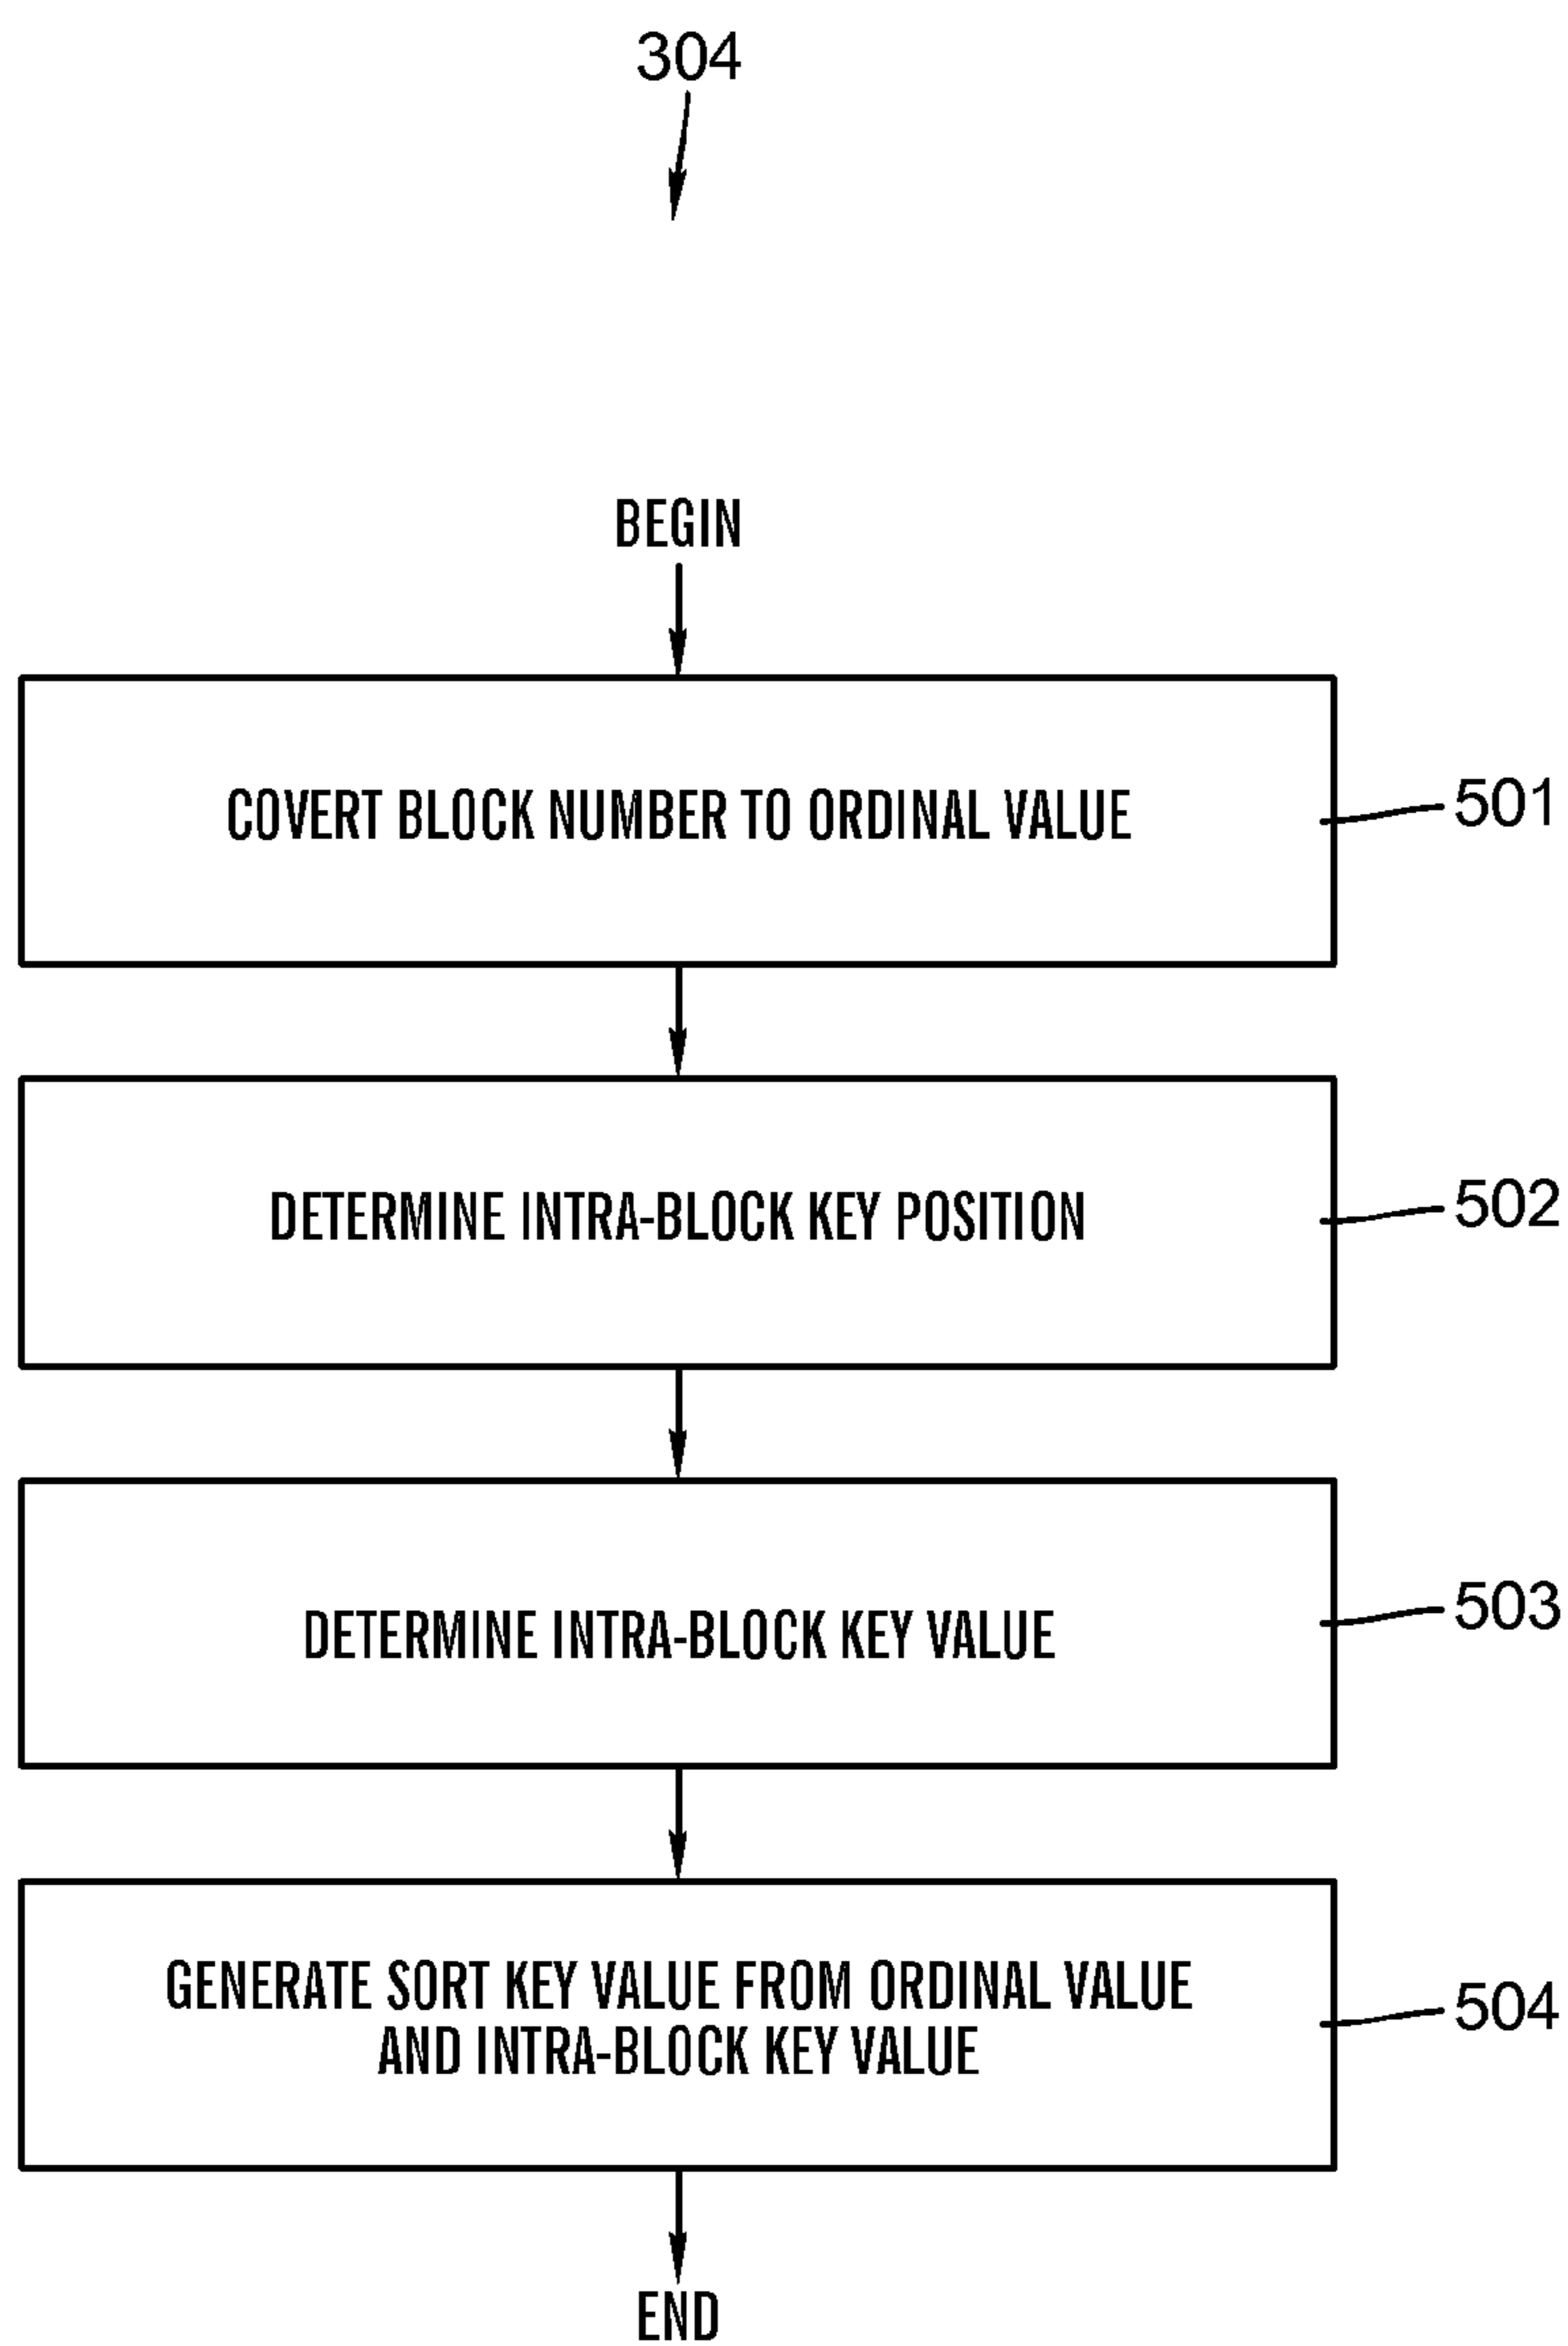 304
BEGIN
COVERT BLOCK NUMBER TO ORDINAL VALUE
501
DETERMINE INTRA-BLOCK KEY POSITION
502
DETERMINE INTRA-BLOCK KEY VALUE
503
GENERATE SORT KEY VALUE FROM ORDINAL VALUE
AND INTRA-BLOCK KEY VALUE
504
END